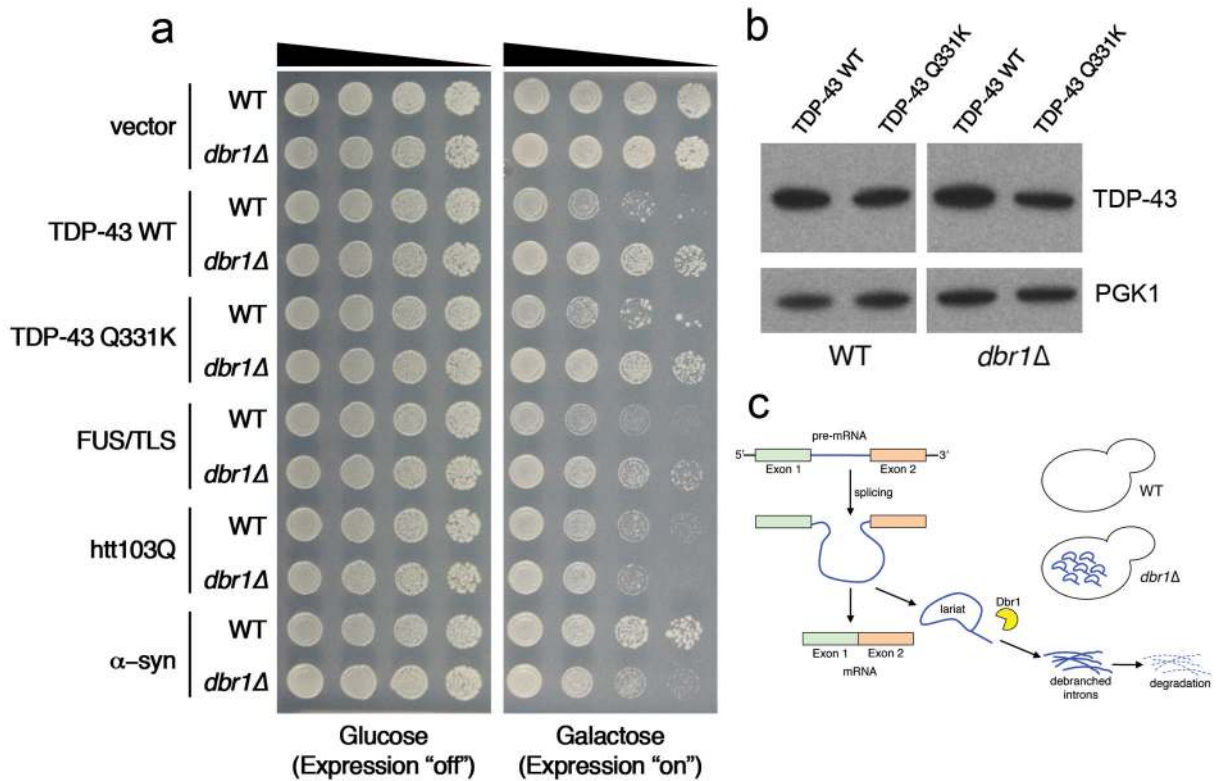 a
vector
WT
dbr1Δ
TDP-43 WT
WT
dbr1Δ
TDP-43 Q331K
WT
dbr1Δ
FUS/TLS
WT
dbr1Δ
htt103Q
WT
dbr1Δ
α–syn
WT
dbr1Δ
Glucose
(Expression “off”)
Galactose
(Expression “on”)
b
TDP-43 WT
TDP-43 Q331K
TDP-43 WT
TDP-43 Q331K
TDP-43
PGK1
WT
dbr1Δ
c
pre-mRNA
5’
Exon 1
Exon 2
3’
splicing
lariat
Dbr1
Exon 1
Exon 2
mRNA
debranched
introns
degradation
WT
dbr1Δ